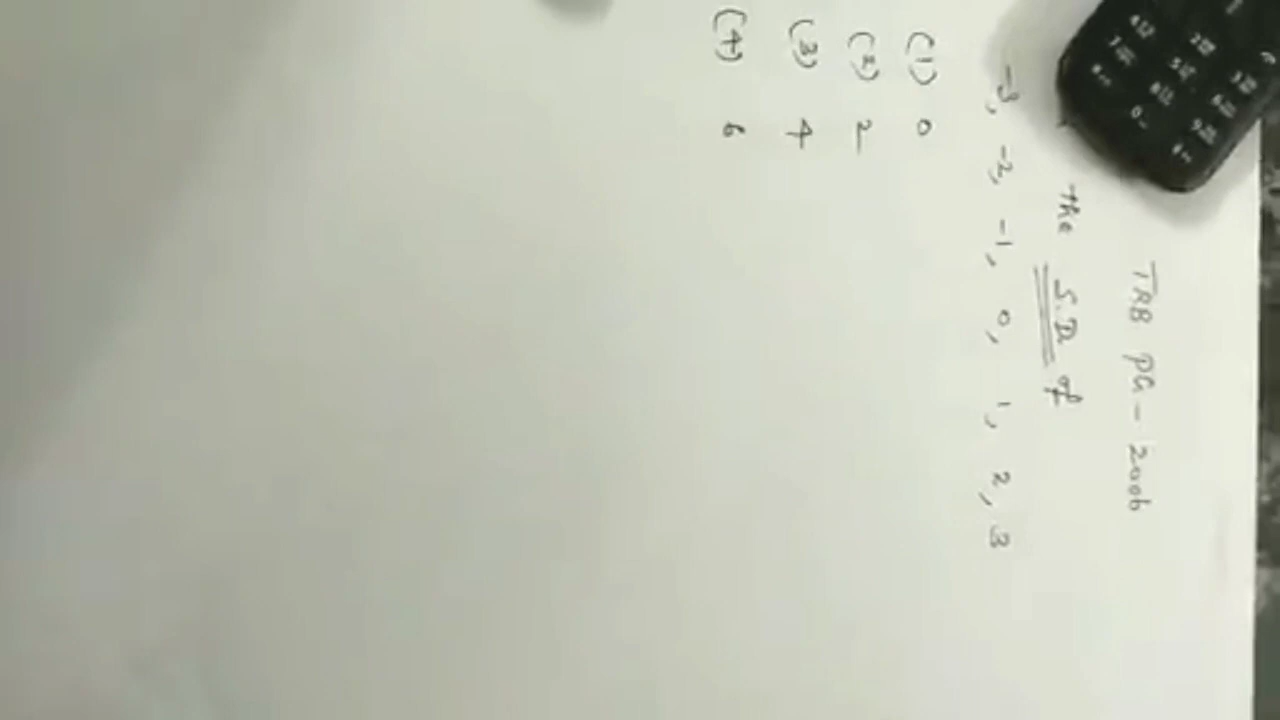 TRB PG - 2006
the S.D of
-3, -2, -1, 0, 1, 2, 3
(1) 0
(2) 2
(3) 4
(4) 6